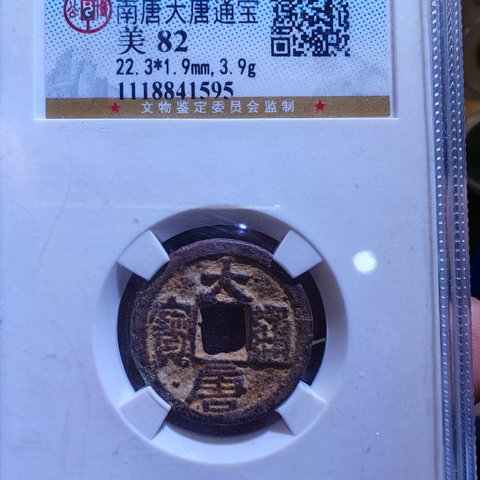 南唐大唐通宝
美 82
22.3*1.9mm,3.9g
1118841595
★ 文物鉴定委员会监制 ★
大
寳 通
唐